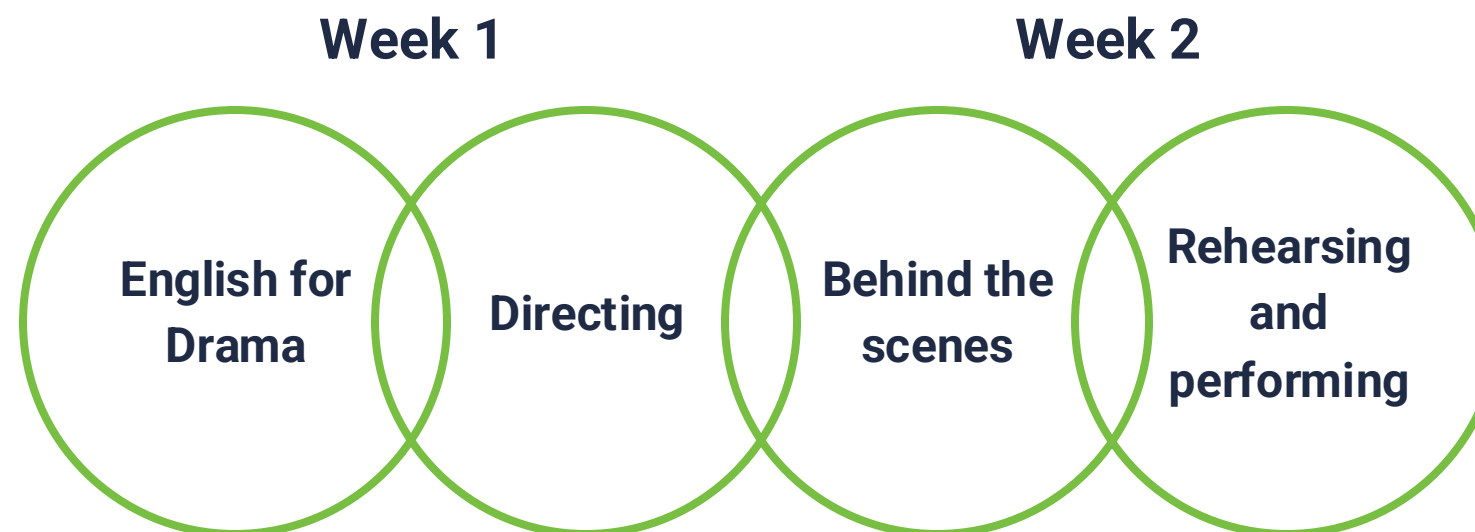 Week 1
Week 2
English for
Drama
Directing
Behind the
scenes
Rehearsing
and
performing